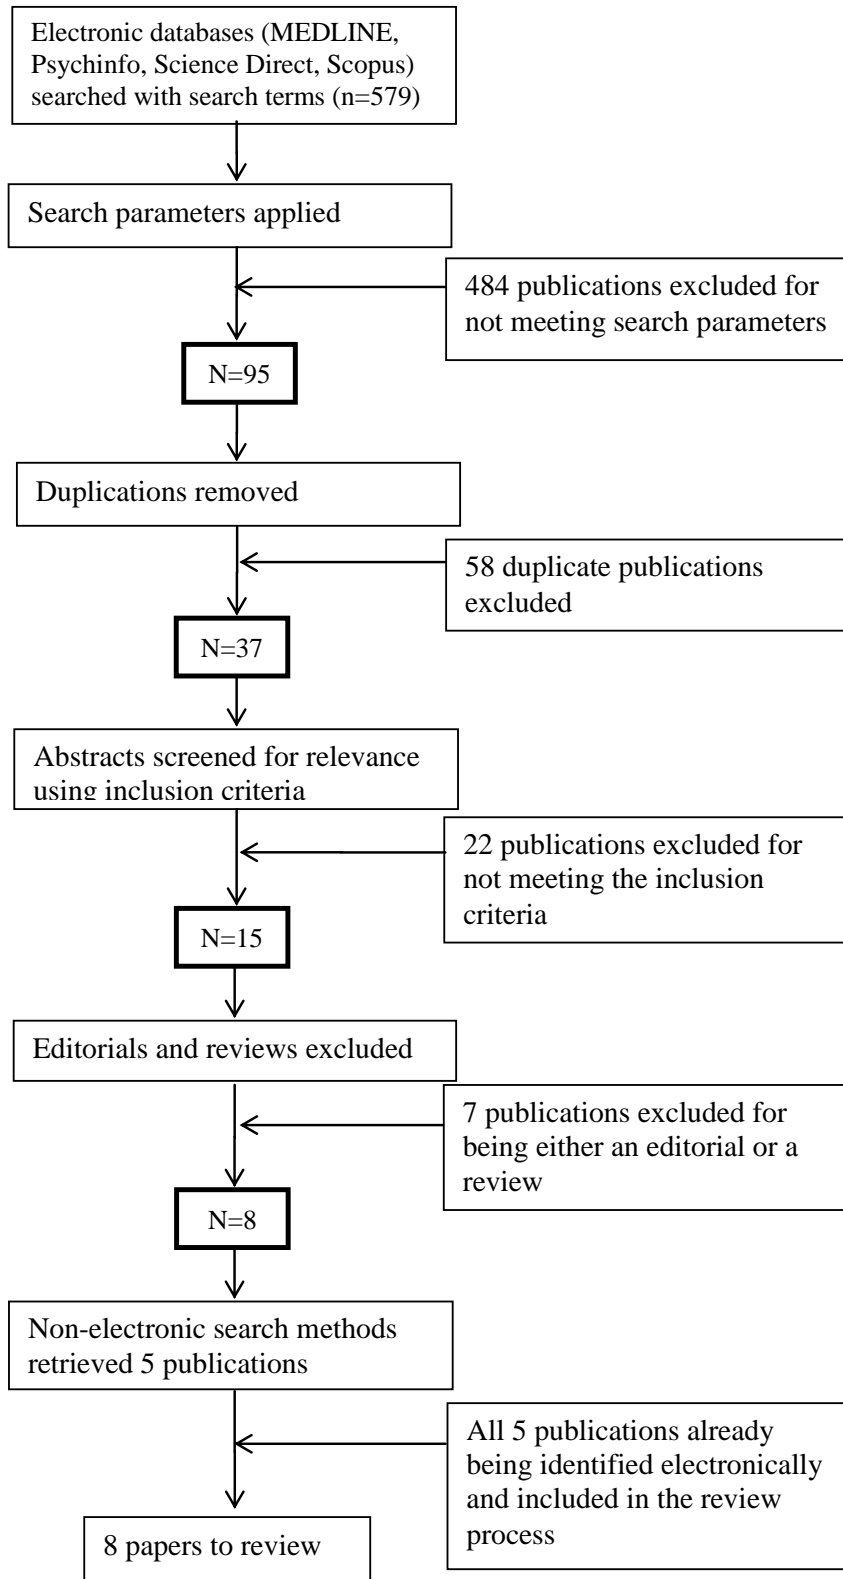 Electronic databases (MEDLINE,
Psychinfo, Science Direct, Scopus)
searched with search terms (n=579)
Search parameters applied
484 publications excluded for
not meeting search parameters
N=95
Duplications removed
58 duplicate publications
excluded
N=37
Abstracts screened for relevance
using inclusion criteria
22 publications excluded for
not meeting the inclusion
criteria
N=15
Editorials and reviews excluded
7 publications excluded for
being either an editorial or a
review
N=8
Non-electronic search methods
retrieved 5 publications
All 5 publications already
being identified electronically
and included in the review
process
8 papers to review